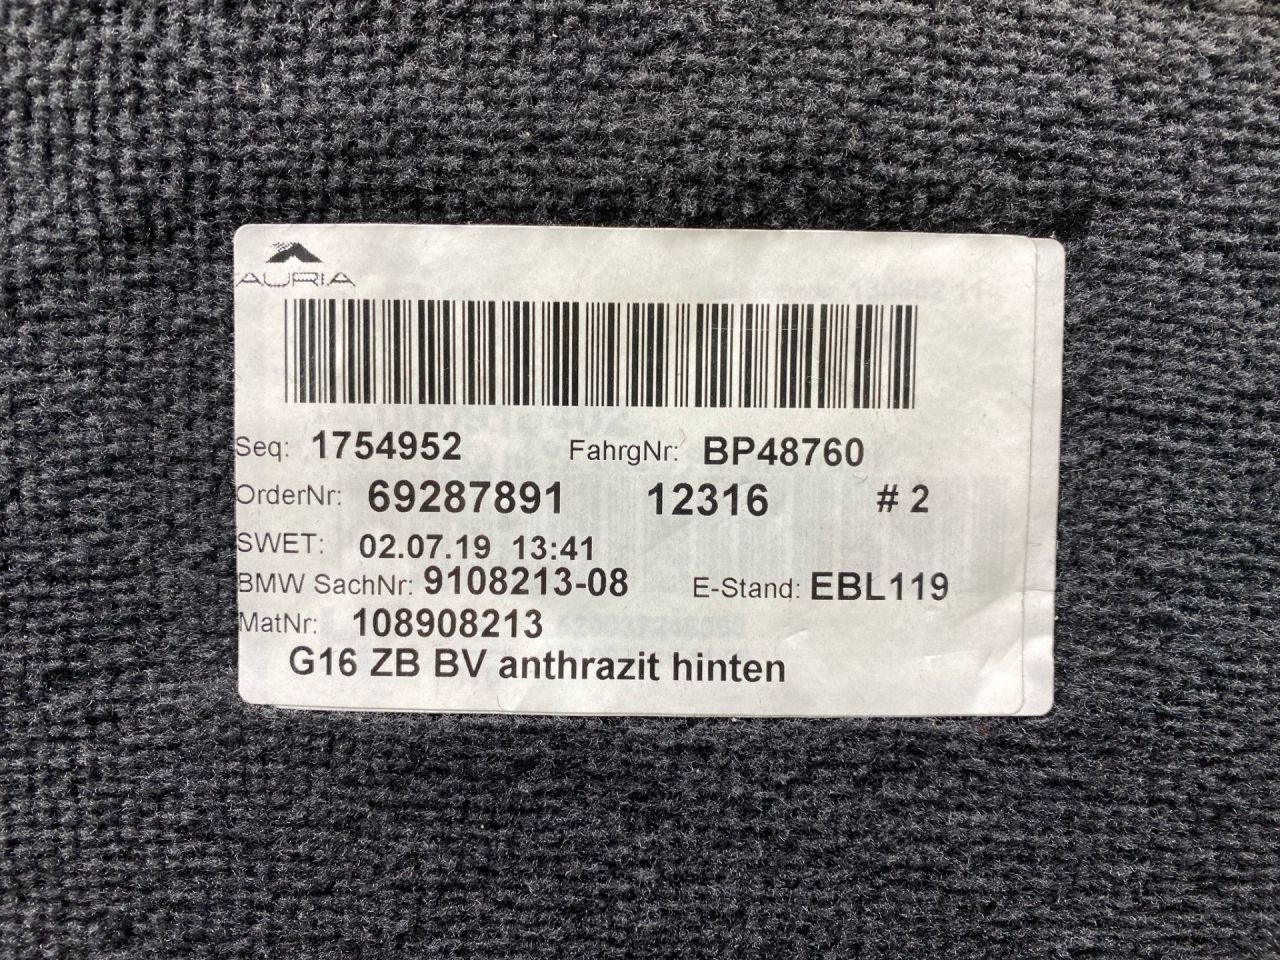 AURIA
Seq: 1754952 FahrgNr: BP48760
OrderNr: 69287891 12316 # 2
SWET: 02.07.19 13:41
BMW SachNr: 9108213-08 E-Stand: EBL119
MatNr: 108908213
G16 ZB BV anthrazit hinten